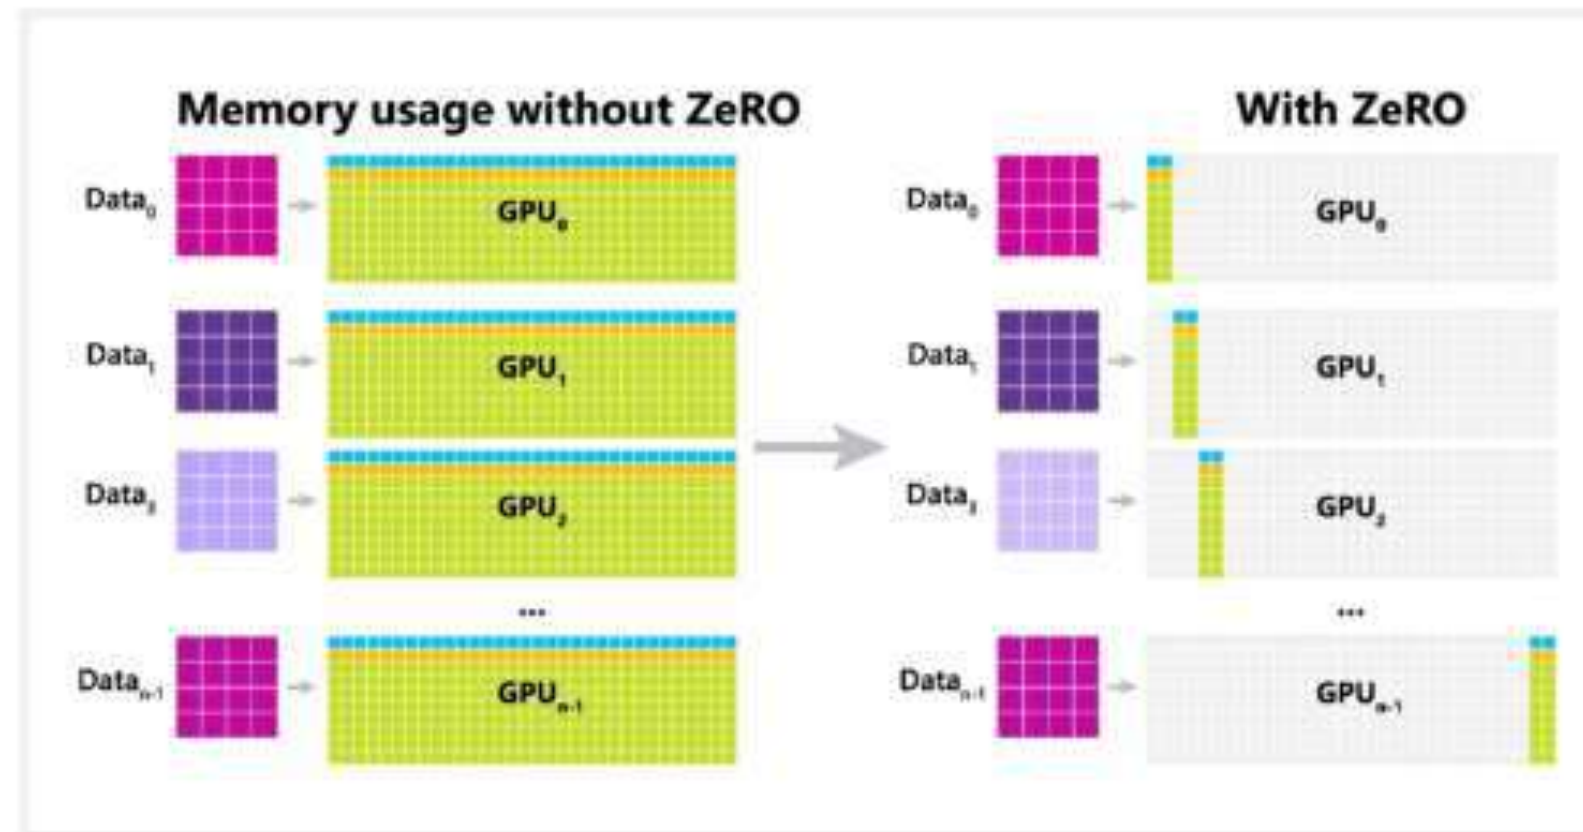 Memory usage without ZeRO
With ZeRO
Data₀
GPU₀
Data₀
GPU₀
Data₁
GPU₁
Data₁
GPU₁
Data₂
GPU₂
Data₂
GPU₂
...
...
Dataₙ₋₁
GPUₙ₋₁
Dataₙ₋₁
GPUₙ₋₁